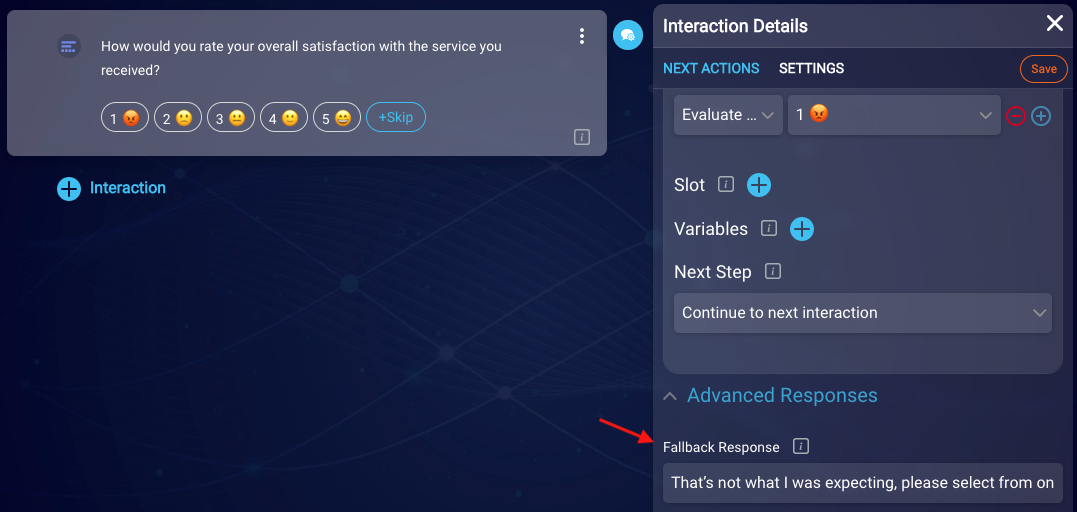 How would you rate your overall satisfaction with the service you
received?
1 😡 2 🙁 3 😐 4 🙂 5 😄 +Skip
Interaction
Interaction Details
NEXT ACTIONS SETTINGS Save
Evaluate ... 1 😡
Slot
Variables
Next Step
Continue to next interaction
Advanced Responses
Fallback Response
That's not what I was expecting, please select from on